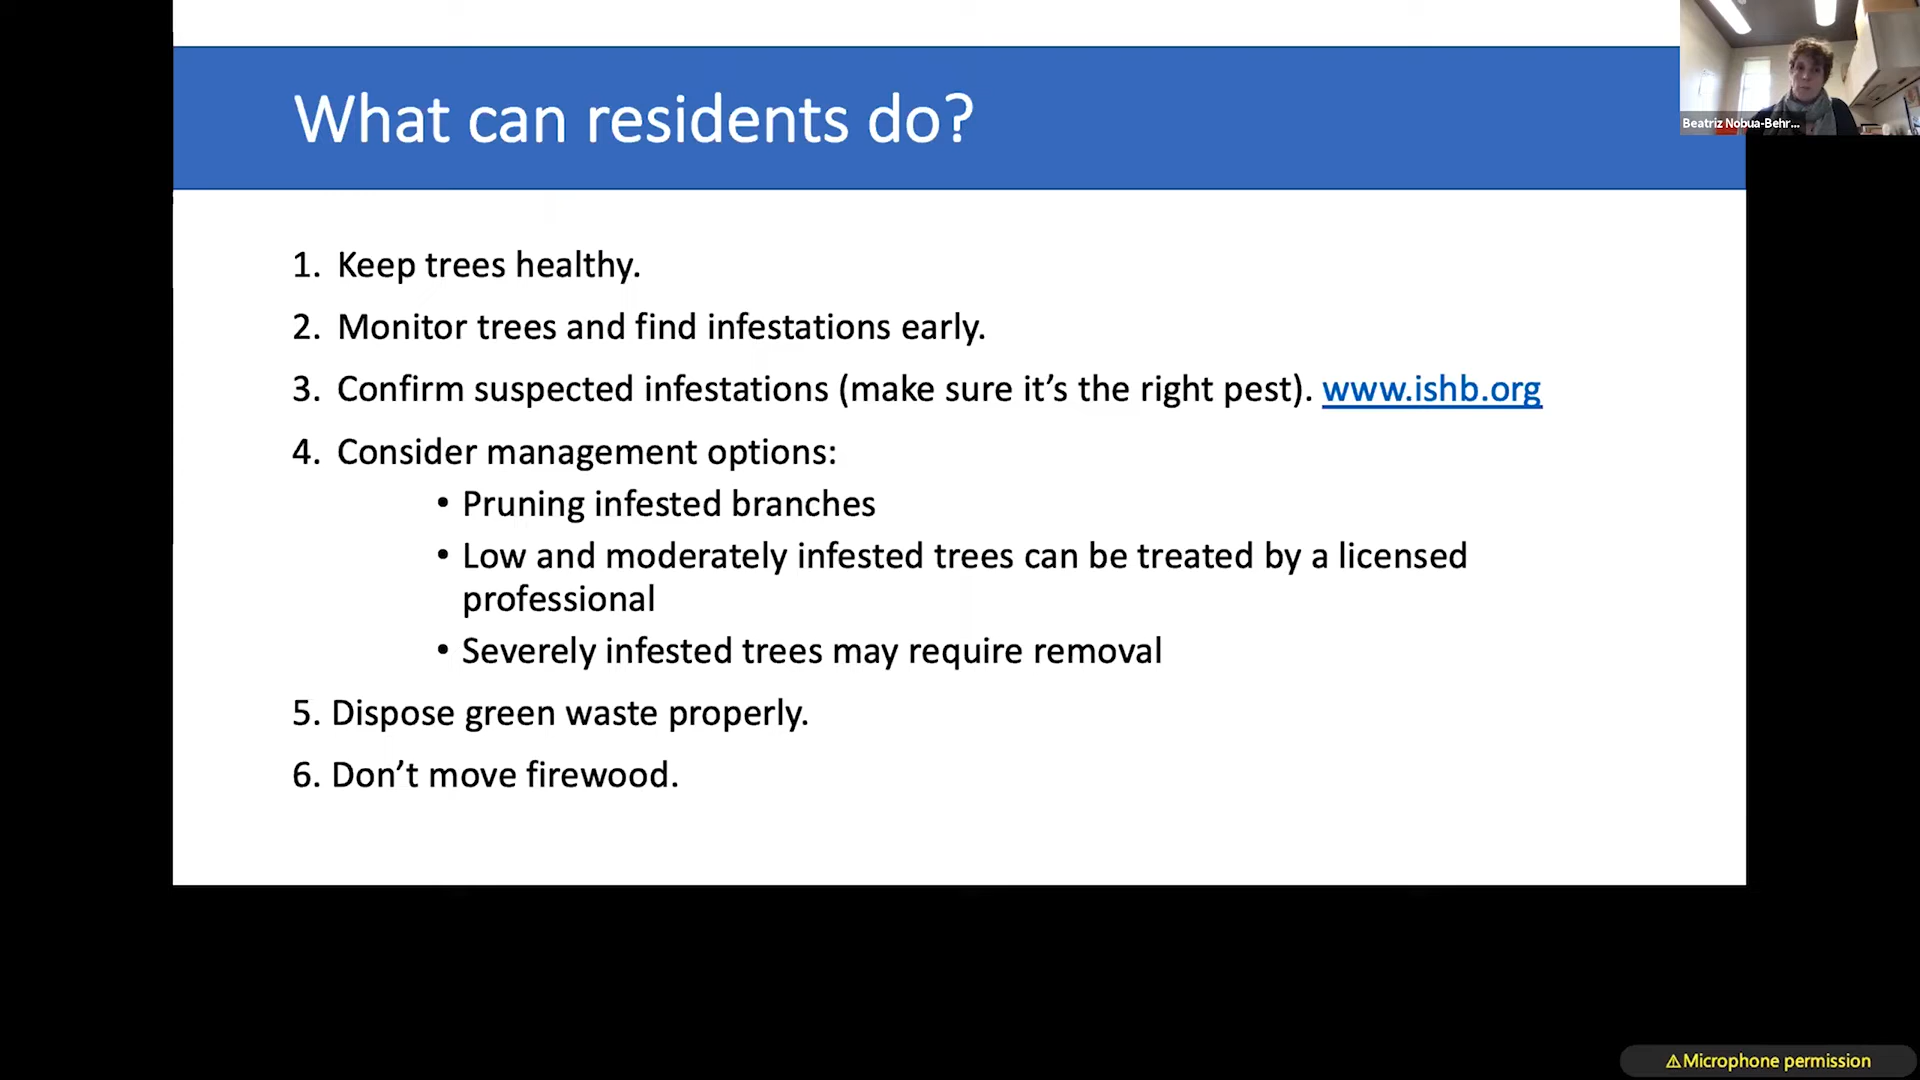 What can residents do?
Beatriz Nobua-Behr...
1. Keep trees healthy.
2. Monitor trees and find infestations early.
3. Confirm suspected infestations (make sure it’s the right pest). www.ishb.org
4. Consider management options:
• Pruning infested branches
• Low and moderately infested trees can be treated by a licensed
professional
• Severely infested trees may require removal
5. Dispose green waste properly.
6. Don’t move firewood.
⚠Microphone permission